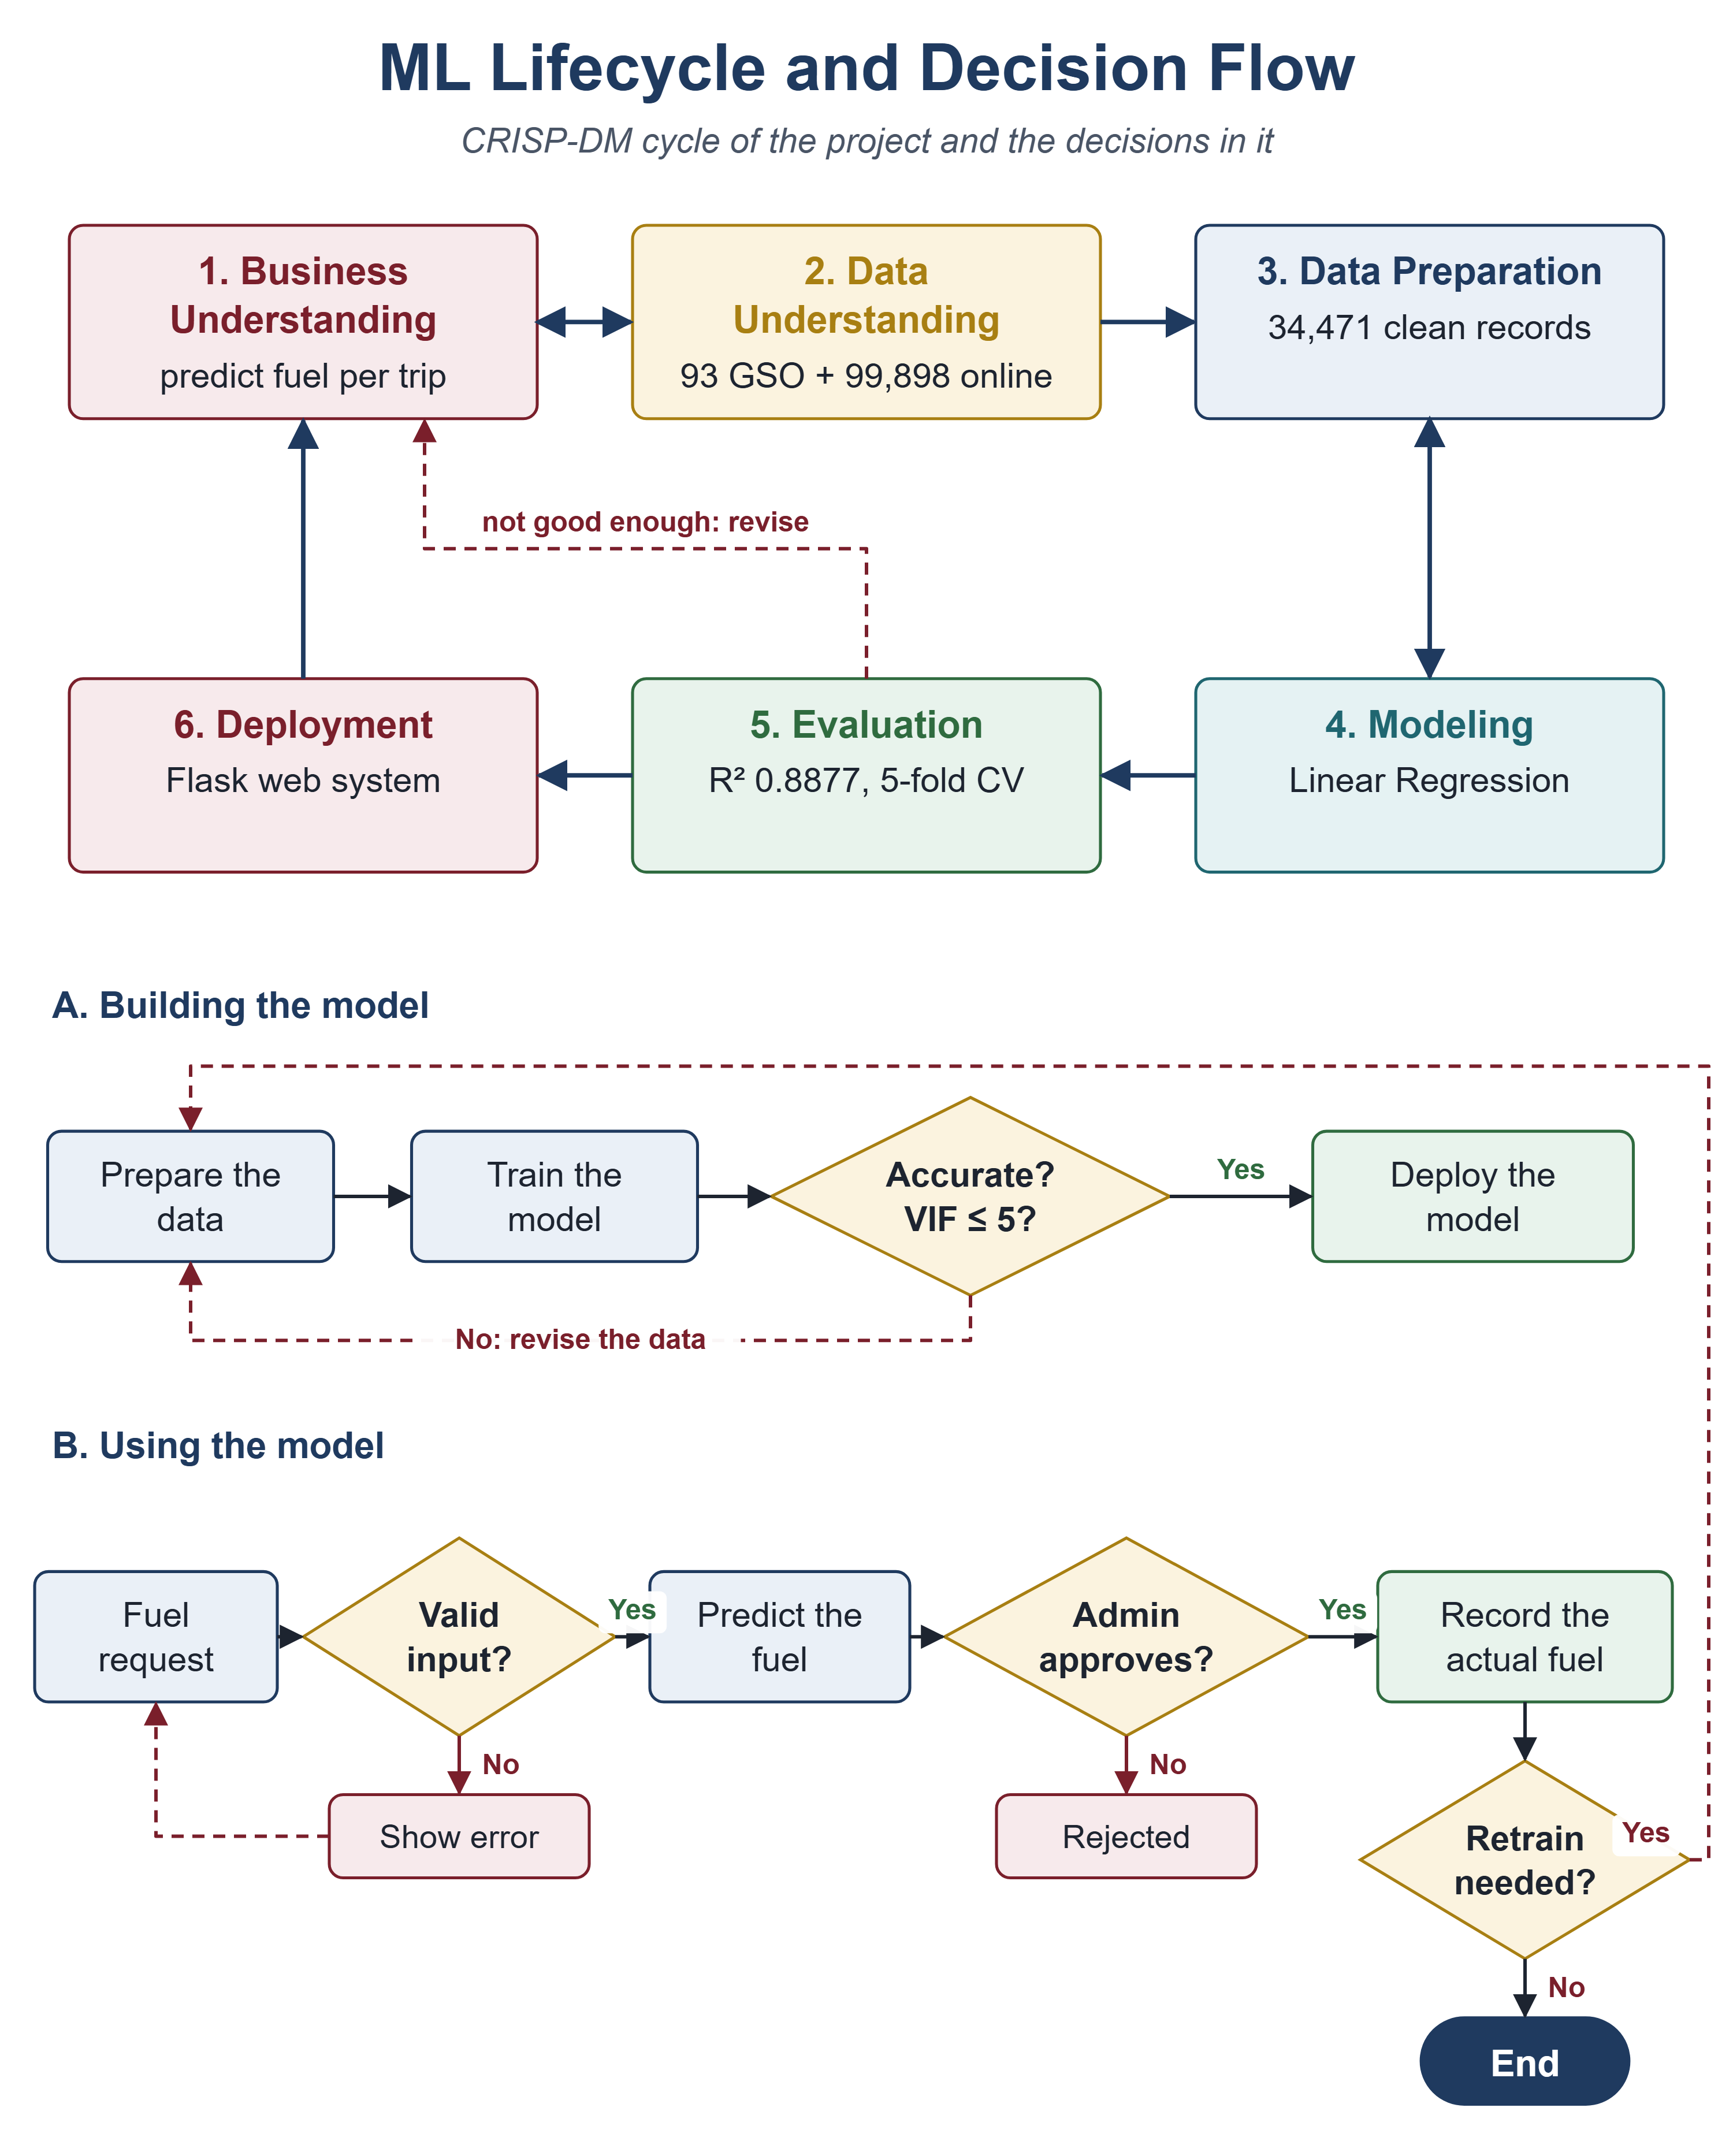 ML Lifecycle and Decision Flow
CRISP-DM cycle of the project and the decisions in it
1. Business
Understanding
predict fuel per trip
2. Data
Understanding
93 GSO + 99,898 online
3. Data Preparation
34,471 clean records
not good enough: revise
6. Deployment
Flask web system
5. Evaluation
R² 0.8877, 5-fold CV
4. Modeling
Linear Regression
A. Building the model
Prepare the
data
Train the
model
Accurate?
VIF ≤ 5?
Yes
Deploy the
model
No: revise the data
B. Using the model
Fuel
request
Valid
input?
Yes
Predict the
fuel
Admin
approves?
Yes
Record the
actual fuel
No
Show error
No
Rejected
Retrain
needed?
Yes
No
End